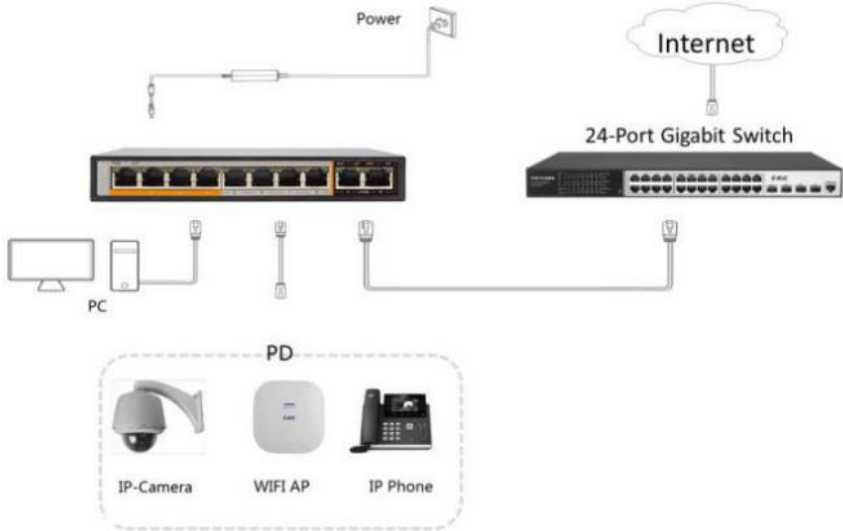 Power
Internet
24-Port Gigabit Switch
PC
PD
IP-Camera
WIFI AP
IP Phone